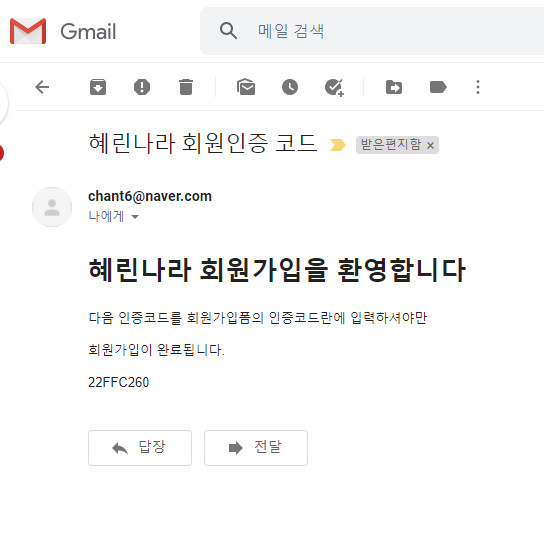 Gmail
메일 검색
혜린나라 회원인증 코드
받은편지함 ×
chant6@naver.com
나에게
혜린나라 회원가입을 환영합니다
다음 인증코드를 회원가입폼의 인증코드란에 입력하셔야만
회원가입이 완료됩니다.
22FFC260
답장
전달